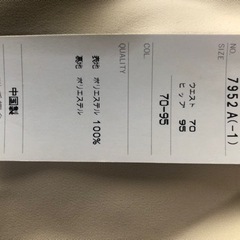 NO. 7952A(-1)
SIZE
ウエスト 70
ヒップ 95
COL.
70-95
QUALITY
表地 ポリエステル 100%
裏地 ポリエステル
中国製